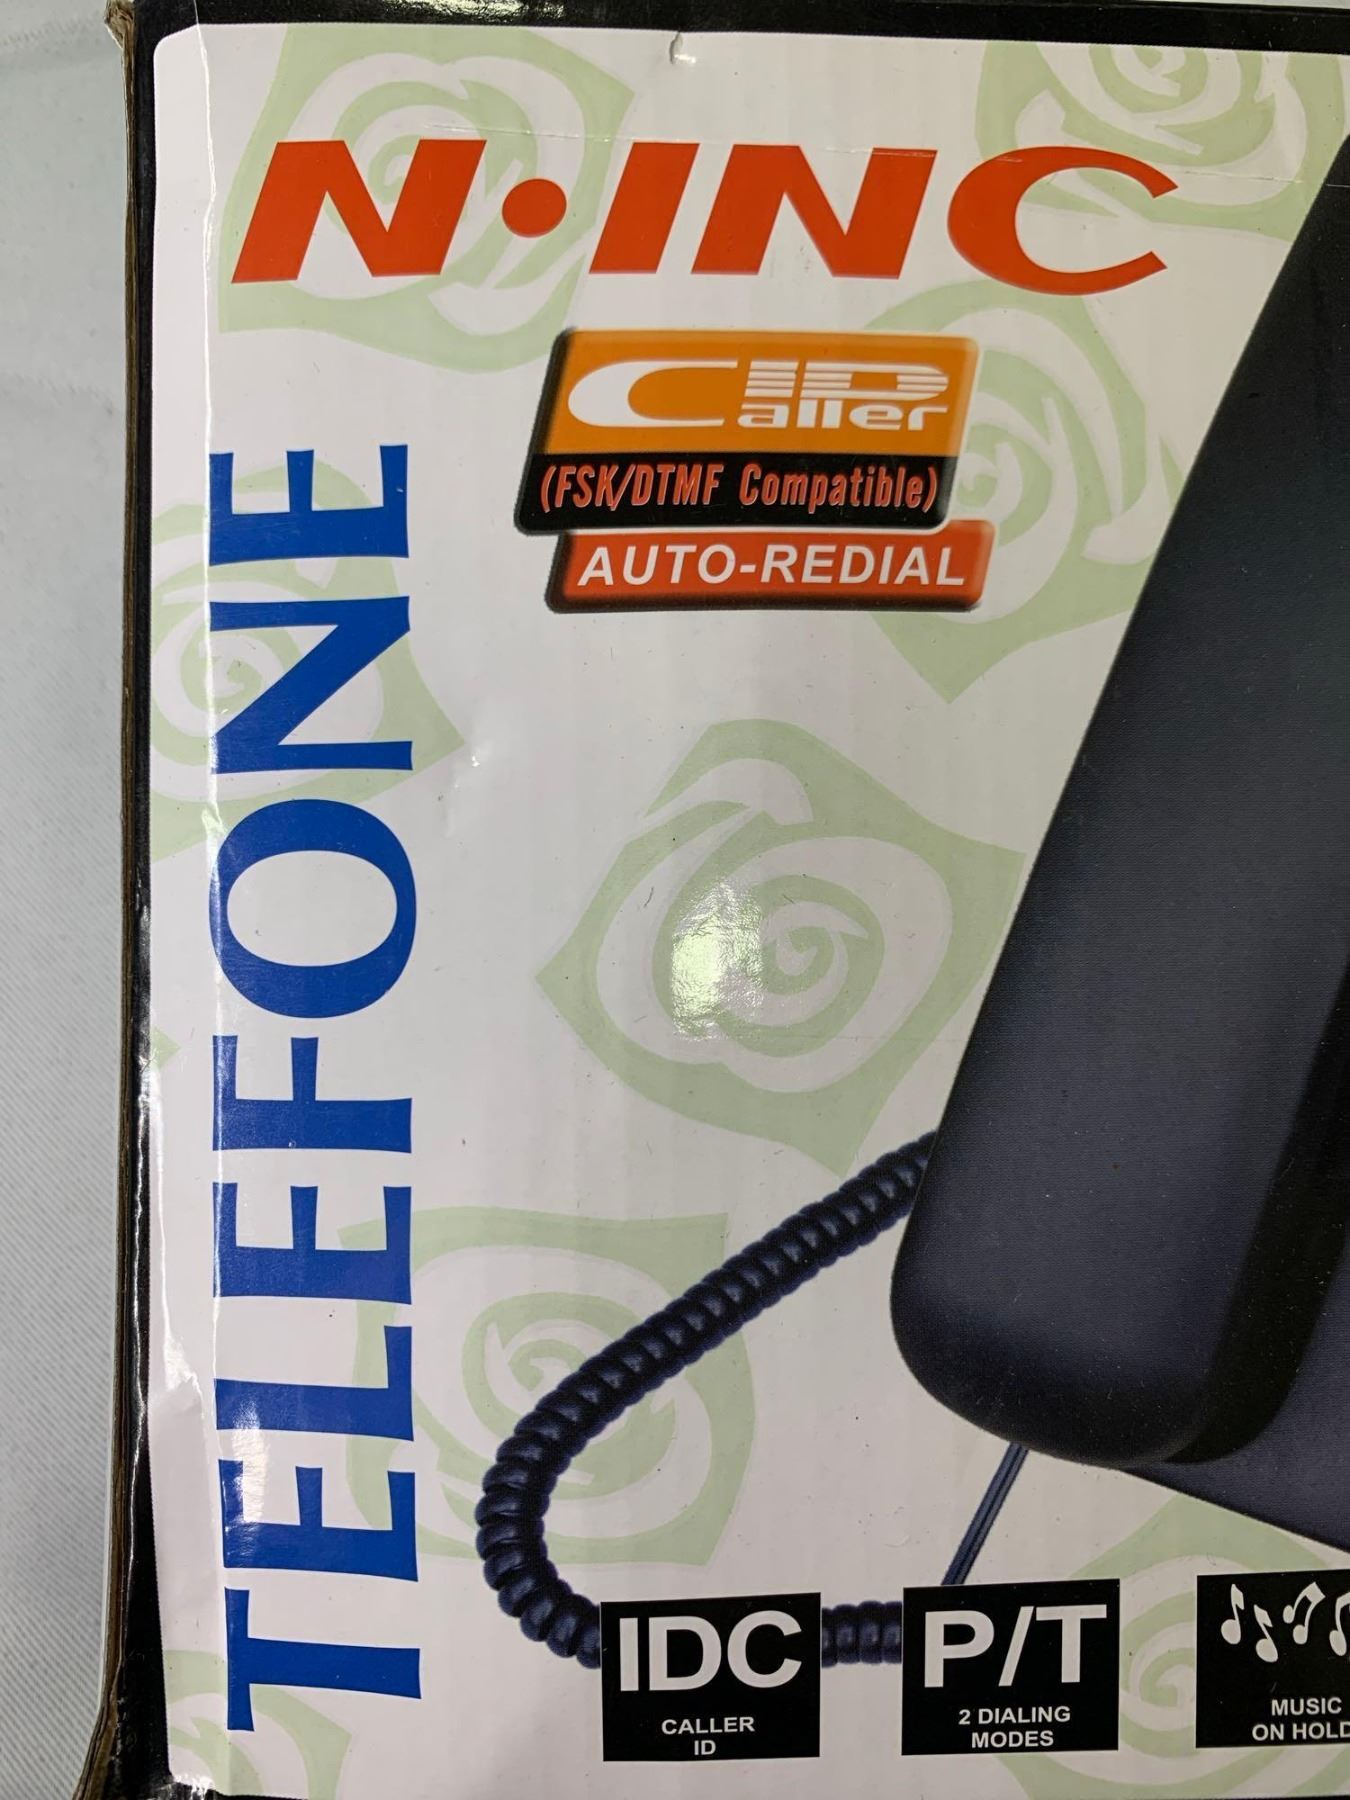 N·INC
Caller ID
(FSK/DTMF Compatible)
AUTO-REDIAL
TELEFONE
IDC
CALLER
ID
P/T
2 DIALING
MODES
MUSIC
ON HOLD